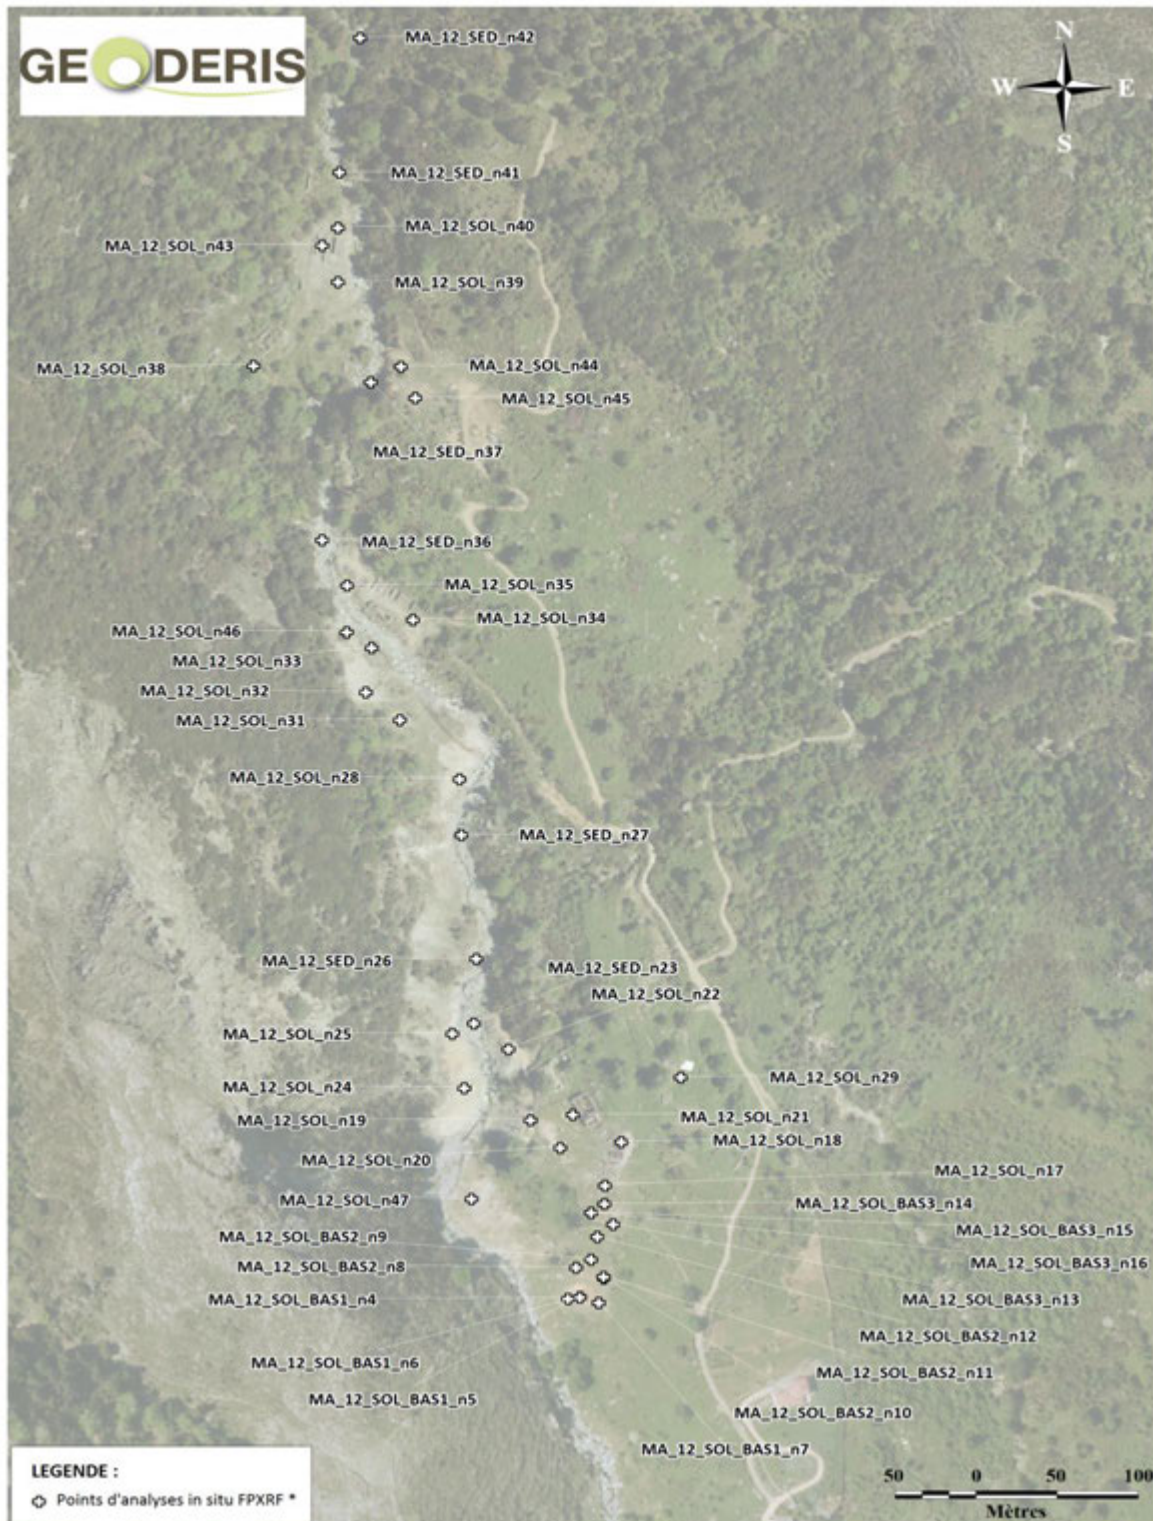 GEODERIS
MA_12_SED_n42
N
W E
S
MA_12_SED_n41
MA_12_SOL_n40
MA_12_SOL_n43
MA_12_SOL_n39
MA_12_SOL_n38
MA_12_SOL_n44
MA_12_SOL_n45
MA_12_SED_n37
MA_12_SED_n36
MA_12_SOL_n35
MA_12_SOL_n34
MA_12_SOL_n46
MA_12_SOL_n33
MA_12_SOL_n32
MA_12_SOL_n31
MA_12_SOL_n28
MA_12_SED_n27
MA_12_SED_n26
MA_12_SED_n23
MA_12_SOL_n22
MA_12_SOL_n25
MA_12_SOL_n29
MA_12_SOL_n24
MA_12_SOL_n19
MA_12_SOL_n21
MA_12_SOL_n18
MA_12_SOL_n20
MA_12_SOL_n17
MA_12_SOL_n47
MA_12_SOL_BAS3_n14
MA_12_SOL_BAS3_n15
MA_12_SOL_BAS2_n9
MA_12_SOL_BAS3_n16
MA_12_SOL_BAS2_n8
MA_12_SOL_BAS1_n4
MA_12_SOL_BAS3_n13
MA_12_SOL_BAS2_n12
MA_12_SOL_BAS1_n6
MA_12_SOL_BAS2_n11
MA_12_SOL_BAS1_n5
MA_12_SOL_BAS2_n10
MA_12_SOL_BAS1_n7
LEGENDE :
Points d'analyses in situ FPXRF *
50 0 50 100
Mètres